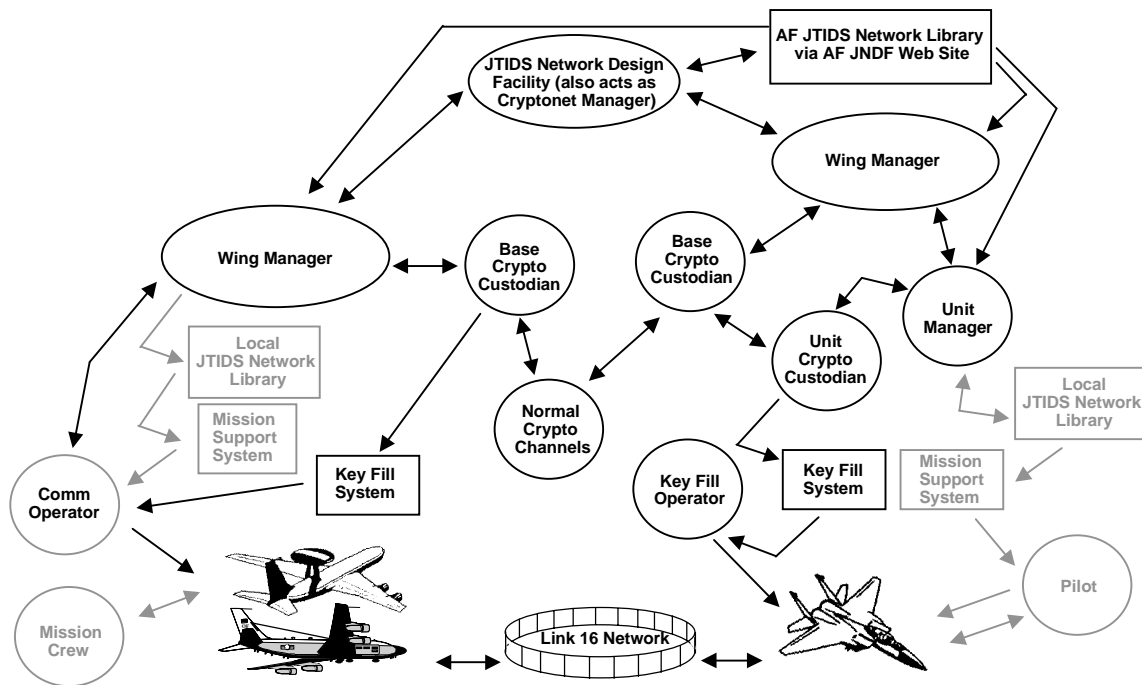 AF JTIDS Network Library
via AF JNDF Web Site
JTIDS Network Design
Facility (also acts as
Cryptonet Manager)
Wing Manager
Wing Manager
Base
Crypto
Custodian
Base
Crypto
Custodian
Unit
Manager
Unit
Crypto
Custodian
Local
JTIDS Network
Library
Mission
Support
System
Normal
Crypto
Channels
Local
JTIDS Network
Library
Comm
Operator
Key Fill
System
Key Fill
Operator
Key Fill
System
Mission
Support
System
Pilot
Mission
Crew
Link 16 Network